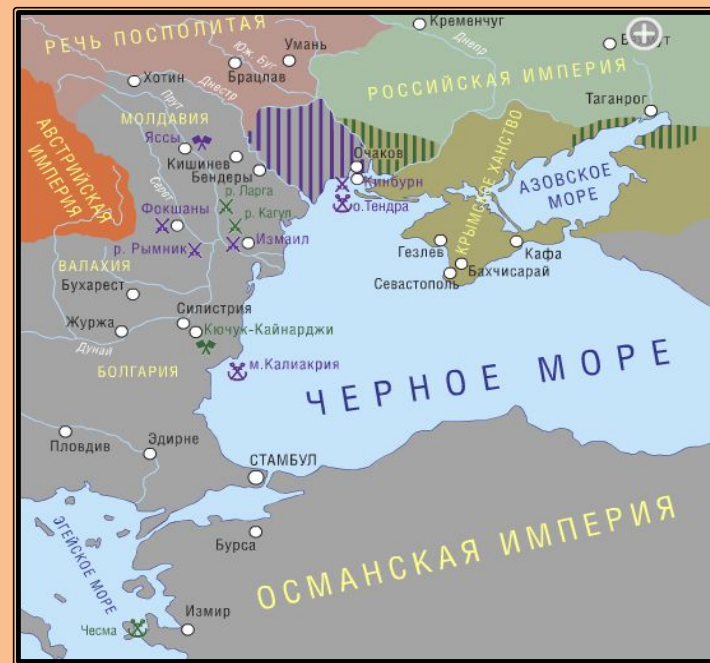 Кременчуг
РЕЧЬ ПОСПОЛИТАЯ
Умань
Юж. Буг
Днепр
Брацлав
Хотин
Днестр
РОССИЙСКАЯ ИМПЕРИЯ
Прут
Таганрог
МОЛДАВИЯ
АВСТРИЙСКАЯ
ИМПЕРИЯ
Яссы
Кишинев
Бендеры
Очаков
Кинбурн
о.Тендра
КРЫМСКОЕ ХАНСТВО
АЗОВСКОЕ
МОРЕ
р. Ларга
Серет
р. Кагул
Фокшаны
р. Рымник
Измаил
Гезлев
Кафа
Бахчисарай
Севастополь
ВАЛАХИЯ
Бухарест
Силистрия
Журжа
Кючук-Кайнарджи
Дунай
БОЛГАРИЯ
м.Калиакрия
ЧЕРНОЕ МОРЕ
Пловдив
Эдирне
СТАМБУЛ
Бурса
ОСМАНСКАЯ ИМПЕРИЯ
ЭГЕЙСКОЕ МОРЕ
Чесма
Измир